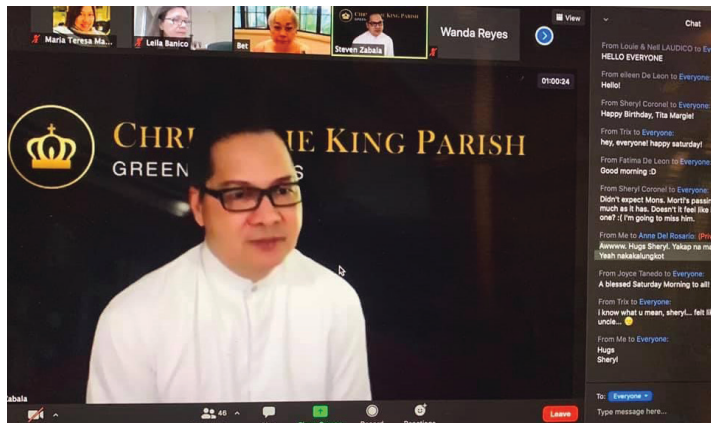 Maria Teresa Ma...
Leila Banico
Bet
Steven Zabala
Wanda Reyes
View
01:00:24
KING PARISH
GREEN
Zabala
46
Leave
Chat
From Louie & Nell LAUDICO to
HELLO EVERYONE
From eileen De Leon to Everyone:
Hello!
From Sheryl Coronel to Everyone:
Happy Birthday, Tita Margie!
From Trix to Everyone:
hey, everyone! happy saturday!
From Fatima De Leon to Everyone:
Good morning :D
From Sheryl Coronel to Everyone:
Didn't expect Mons. Morti's
much as it has. Doesn't it feel like
one? :( i'm going to miss him.
From Me to Anne Del Rosario:
Awwww. Hugs Sheryl. Yakap na
Yeah nakakalungkot
From Joyce Tanedo to Everyone:
A blessed Saturday Morning to all!
From Trix to Everyone:
i know what u mean, sheryl... felt
uncle... 😔
From Me to Everyone:
Hugs
Sheryl
To: Everyone
Type message here...